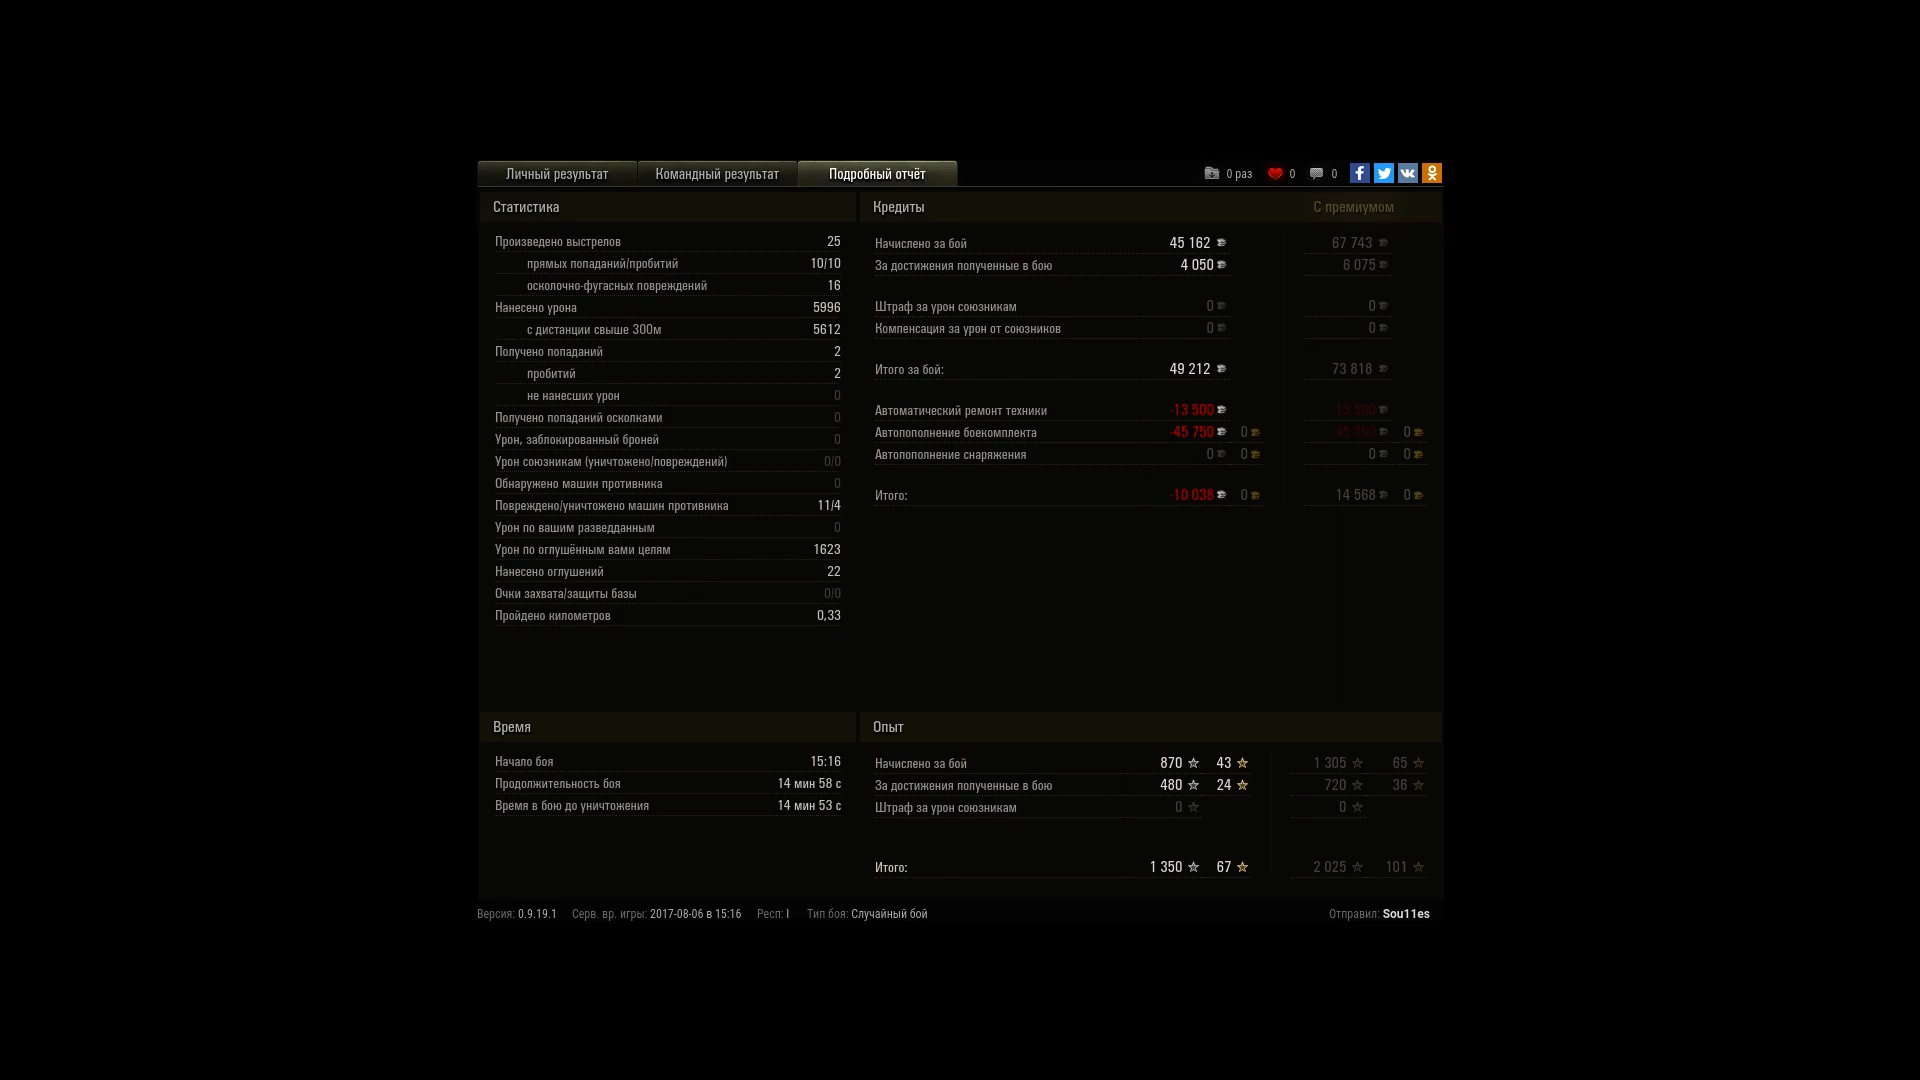 Личный результат Командный результат Подробный отчёт 0 раз 0 0
Статистика
Произведено выстрелов 25
прямых попаданий/пробитий 10/10
осколочно-фугасных повреждений 16
Нанесено урона 5996
с дистанции свыше 300м 5612
Получено попаданий 2
пробитий 2
не нанесших урон 0
Получено попаданий осколками 0
Урон, заблокированный броней 0
Урон союзникам (уничтожено/повреждений) 0/0
Обнаружено машин противника 0
Повреждено/уничтожено машин противника 11/4
Урон по вашим разведданным 0
Урон по оглушённым вами целям 1623
Нанесено оглушений 22
Очки захвата/защиты базы 0/0
Пройдено километров 0,33
Кредиты С премиумом
Начислено за бой 45 162 67 743
За достижения полученные в бою 4 050 6 075
Штраф за урон союзникам 0 0
Компенсация за урон от союзников 0 0
Итого за бой: 49 212 73 818
Автоматический ремонт техники -13 500 -13 500
Автопополнение боекомплекта -45 750 0 -45 750 0
Автопополнение снаряжения 0 0 0 0
Итого: -10 038 0 14 568 0
Время
Начало боя 15:16
Продолжительность боя 14 мин 58 с
Время в бою до уничтожения 14 мин 53 с
Опыт
Начислено за бой 870 43 1 305 65
За достижения полученные в бою 480 24 720 36
Штраф за урон союзникам 0 0
Итого: 1 350 67 2 025 101
Версия: 0.9.19.1 Серв. вр. игры: 2017-08-06 в 15:16 Респ: I Тип боя: Случайный бой Отправил: Sou11es